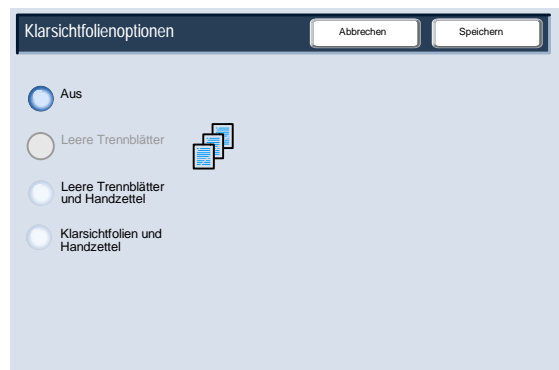 Klarsichtfolienoptionen
Abbrechen
Speichern
Aus
Leere Trennblätter
Leere Trennblätter
und Handzettel
Klarsichtfolien und
Handzettel